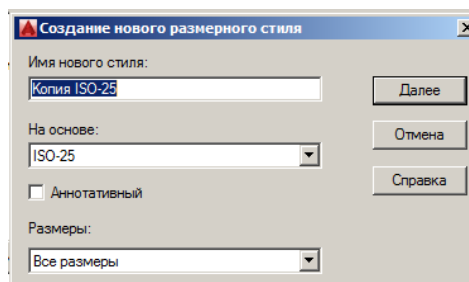 Создание нового размерного стиля
Имя нового стиля:
Копия ISO-25
Далее
На основе:
Отмена
ISO-25
Справка
Аннотативный
Размеры:
Все размеры